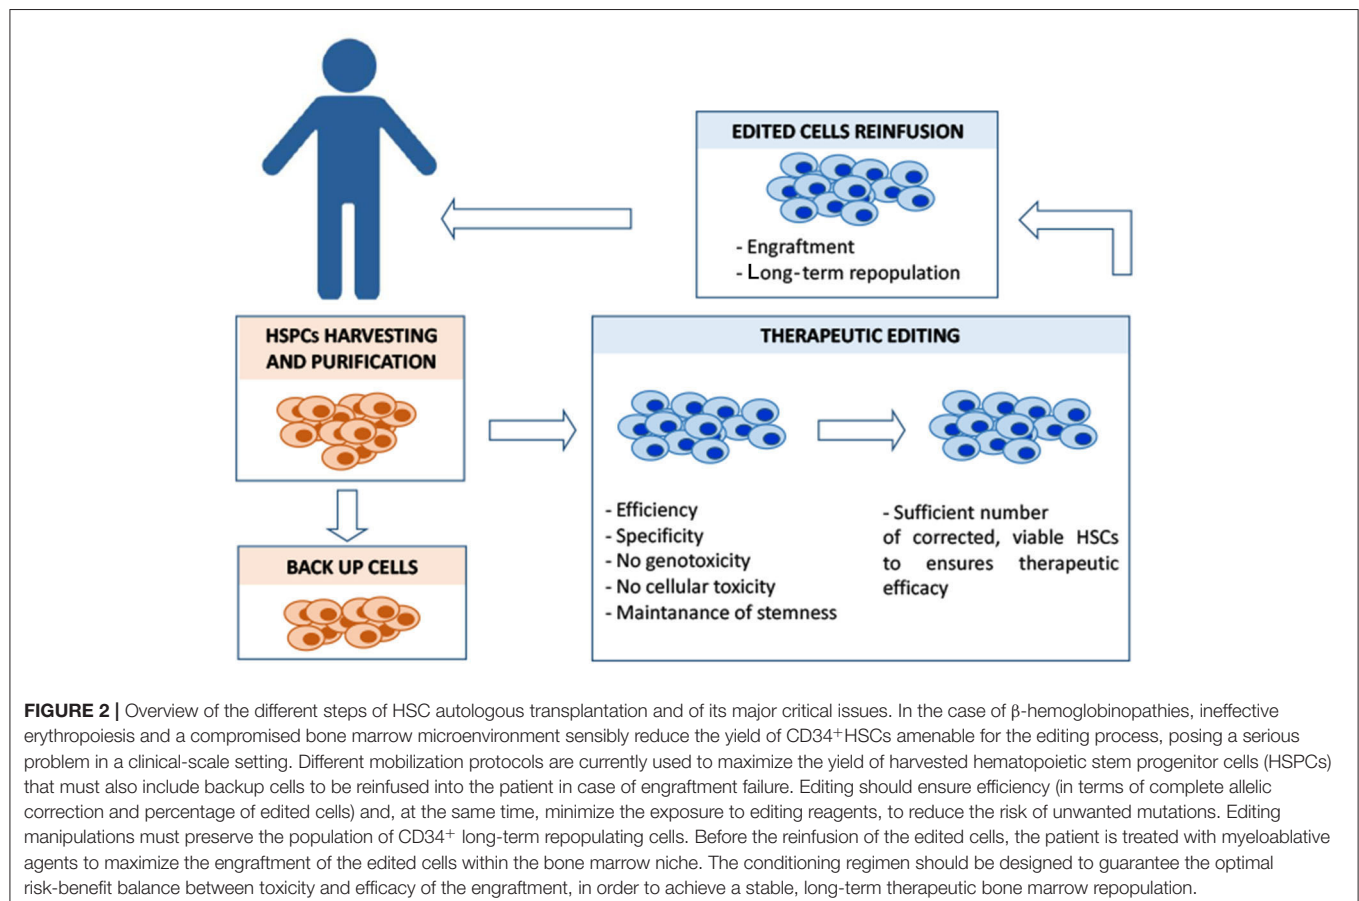 EDITED CELLS REINFUSION
- Engraftment
- Long-term repopulation
HSPCs HARVESTING
AND PURIFICATION
THERAPEUTIC EDITING
- Efficiency
- Specificity
- No genotoxicity
- No cellular toxicity
- Maintanance of stemness
- Sufficient number
of corrected, viable HSCs
to ensures therapeutic
efficacy
BACK UP CELLS
FIGURE 2 | Overview of the different steps of HSC autologous transplantation and of its major critical issues. In the case of β-hemoglobinopathies, ineffective
erythropoiesis and a compromised bone marrow microenvironment sensibly reduce the yield of CD34⁺HSCs amenable for the editing process, posing a serious
problem in a clinical-scale setting. Different mobilization protocols are currently used to maximize the yield of harvested hematopoietic stem progenitor cells (HSPCs)
that must also include backup cells to be reinfused into the patient in case of engraftment failure. Editing should ensure efficiency (in terms of complete allelic
correction and percentage of edited cells) and, at the same time, minimize the exposure to editing reagents, to reduce the risk of unwanted mutations. Editing
manipulations must preserve the population of CD34⁺ long-term repopulating cells. Before the reinfusion of the edited cells, the patient is treated with myeloablative
agents to maximize the engraftment of the edited cells within the bone marrow niche. The conditioning regimen should be designed to guarantee the optimal
risk-benefit balance between toxicity and efficacy of the engraftment, in order to achieve a stable, long-term therapeutic bone marrow repopulation.